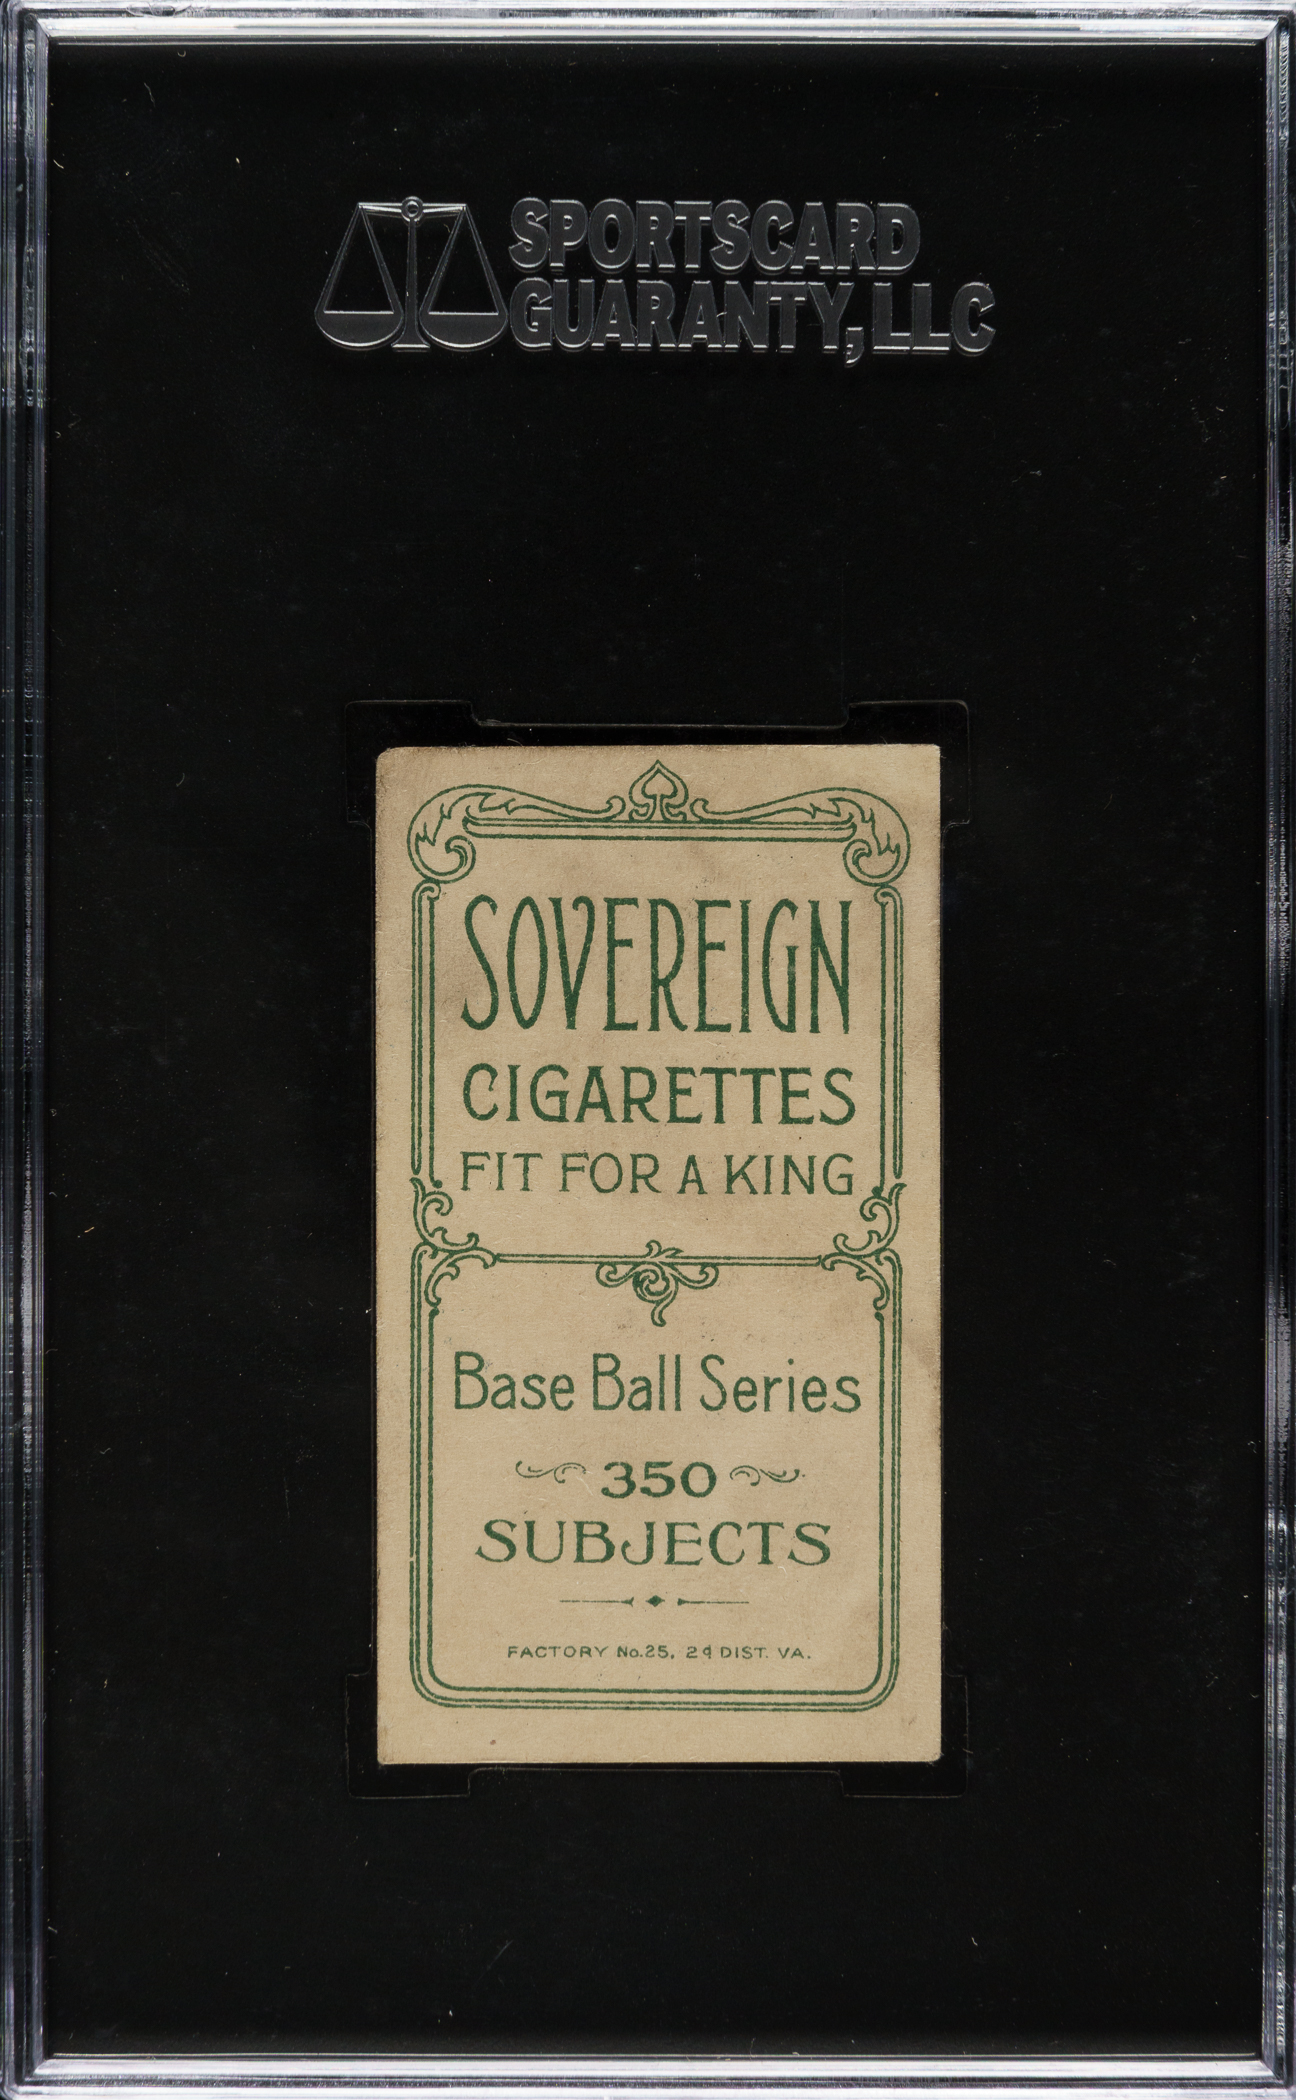 SPORTSCARD
GUARANTY, LLC
SOVEREIGN
CIGARETTES
FIT FOR A KING
Base Ball Series
350
SUBJECTS
FACTORY No. 25, 2d DIST. VA.